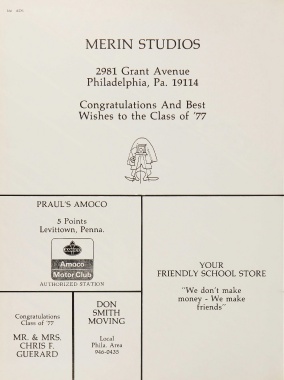 MERIN STUDIOS
2981 Grant Avenue
Philadelphia, Pa. 19114
Congratulations And Best
Wishes to the Class of '77
PRAUL'S AMOCO
5 Points
Levittown, Penna.
Amoco
Motor Club
AUTHORIZED STATION
YOUR
FRIENDLY SCHOOL STORE
"We don't make
money - We make
friends"
Congratulations
Class of '77
MR. & MRS.
CHRIS F.
GUERARD
DON
SMITH
MOVING
Local
Phila. Area
946-0435